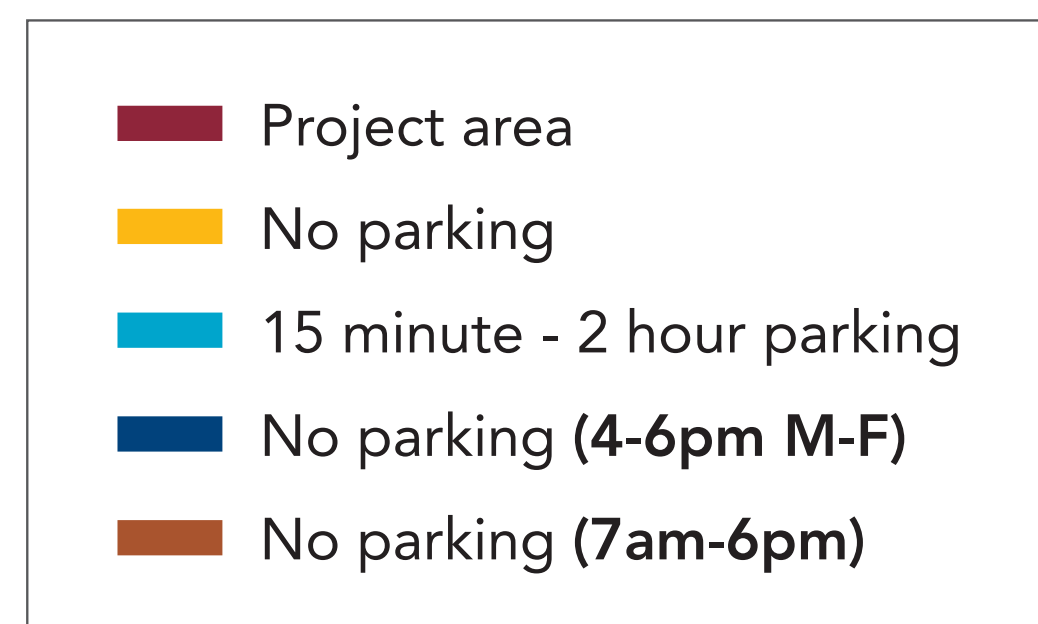 Project area
No parking
15 minute - 2 hour parking
No parking (4-6pm M-F)
No parking (7am-6pm)